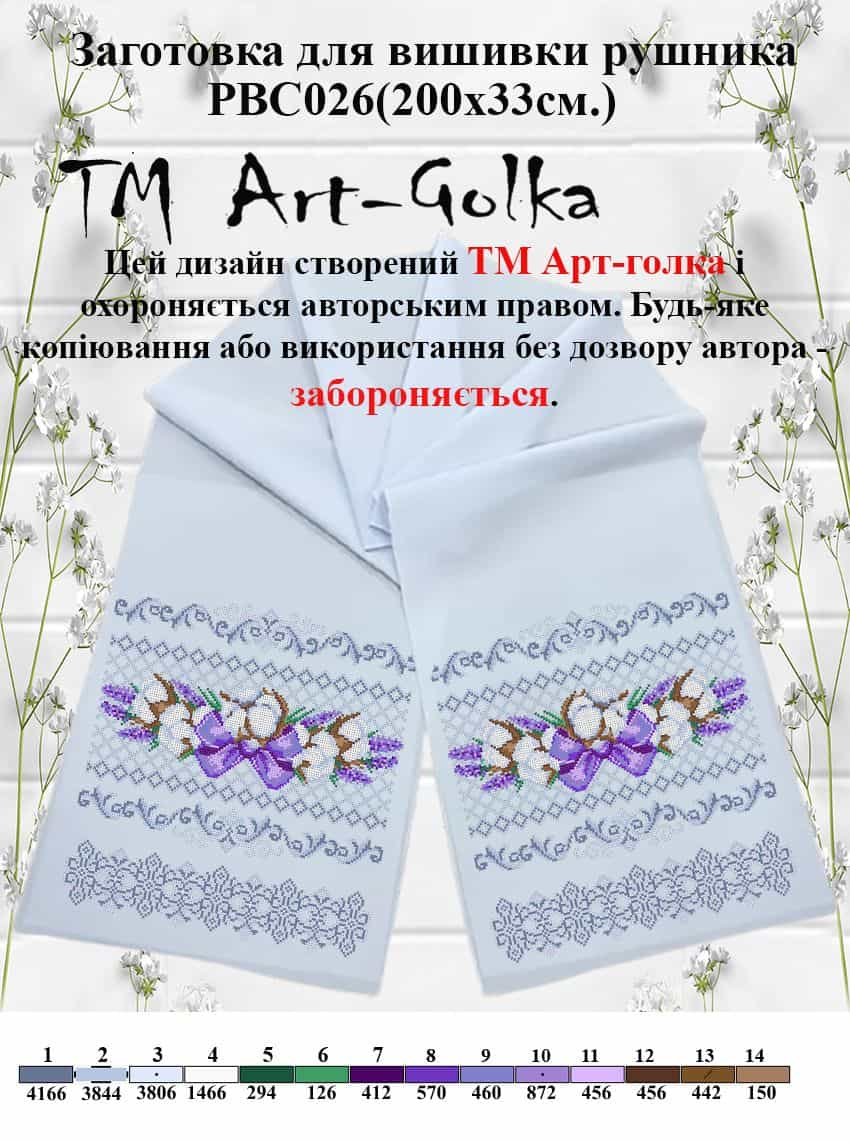 Заготовка для вишивки рушника
РВС026(200х33см.)
TM Art-Golka
Цей дизайн створений ТМ Арт-голка і
охороняється авторським правом. Будь-яке
копіювання або використання без дозвору автора -
забороняється.
1 2 3 4 5 6 7 8 9 10 11 12 13 14
4166 3844 3806 1466 294 126 412 570 460 872 456 456 442 150